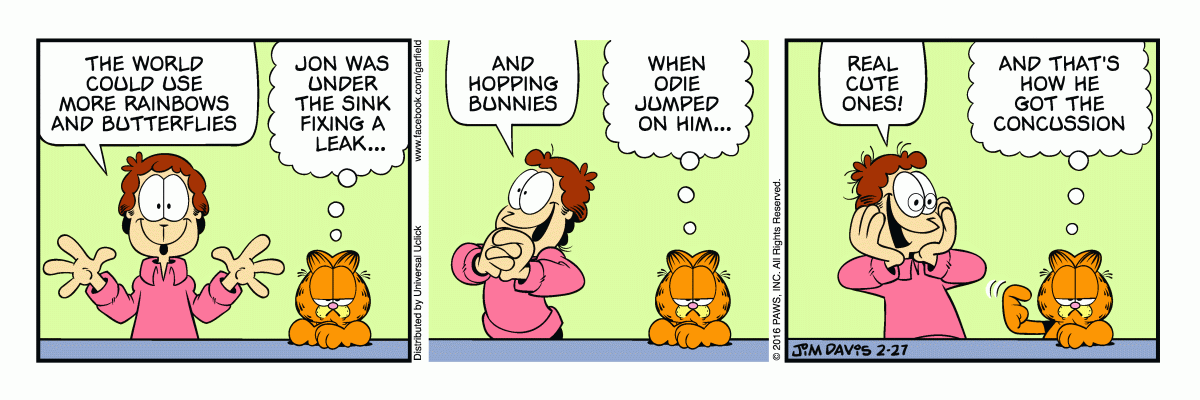 THE WORLD
COULD USE
MORE RAINBOWS
AND BUTTERFLIES
JON WAS
UNDER
THE SINK
FIXING A
LEAK...
Distributed by Universal Uclick
www.facebook.com/garfield
AND
HOPPING
BUNNIES
WHEN
ODIE
JUMPED
ON HIM...
© 2016 PAWS, INC. All Rights Reserved.
REAL
CUTE
ONES!
AND THAT'S
HOW HE
GOT THE
CONCUSSION
JIM DAVIS 2-27